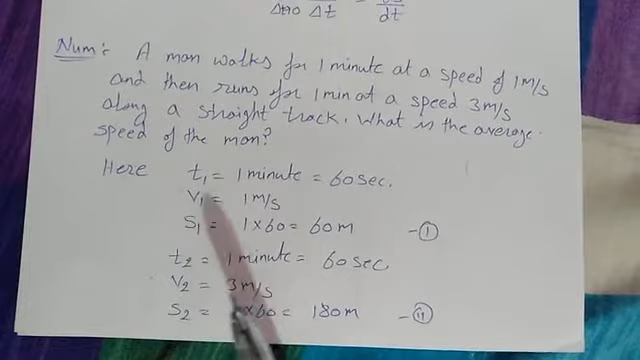 Δt→0 Δt dt
Num:- A man walks for 1 minute at a speed of 1M/S
and then runs for 1 min at a speed 3M/S
along a straight track. What is the average
speed of the man?
Here t₁ = 1 minute = 60 sec.
V₁ = 1M/S
S₁ = 1×60 = 60M -①
t₂ = 1 minute = 60 sec.
V₂ = 3M/S
S₂ = ×60 = 180M -⑪